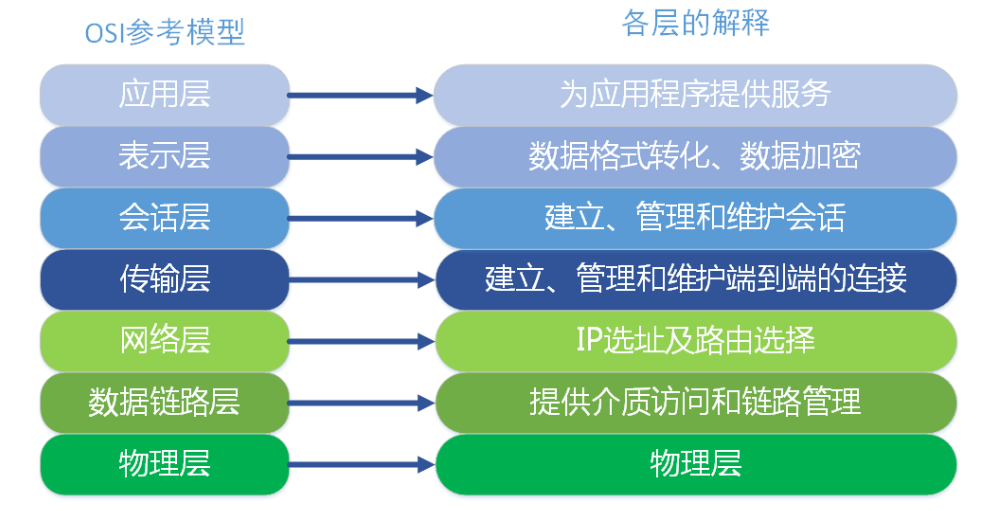 OSI参考模型
各层的解释
应用层
为应用程序提供服务
表示层
数据格式转化、数据加密
会话层
建立、管理和维护会话
传输层
建立、管理和维护端到端的连接
网络层
IP选址及路由选择
数据链路层
提供介质访问和链路管理
物理层
物理层